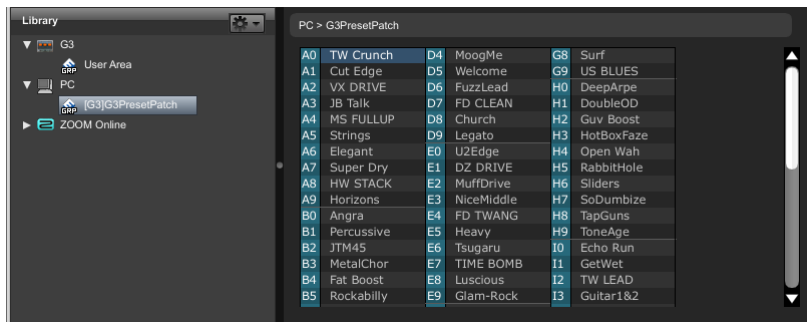 Library
G3
GRP User Area
PC
GRP [G3]G3PresetPatch
ZOOM Online
PC > G3PresetPatch
A0 TW Crunch D4 MoogMe G8 Surf
A1 Cut Edge D5 Welcome G9 US BLUES
A2 VX DRIVE D6 FuzzLead H0 DeepArpe
A3 JB Talk D7 FD CLEAN H1 DoubleOD
A4 MS FULLUP D8 Church H2 Guv Boost
A5 Strings D9 Legato H3 HotBoxFaze
A6 Elegant E0 U2Edge H4 Open Wah
A7 Super Dry E1 DZ DRIVE H5 RabbitHole
A8 HW STACK E2 MuffDrive H6 Sliders
A9 Horizons E3 NiceMiddle H7 SoDumbize
B0 Angra E4 FD TWANG H8 TapGuns
B1 Percussive E5 Heavy H9 ToneAge
B2 JTM45 E6 Tsugaru I0 Echo Run
B3 MetalChor E7 TIME BOMB I1 GetWet
B4 Fat Boost E8 Luscious I2 TW LEAD
B5 Rockabilly E9 Glam-Rock I3 Guitar1&2